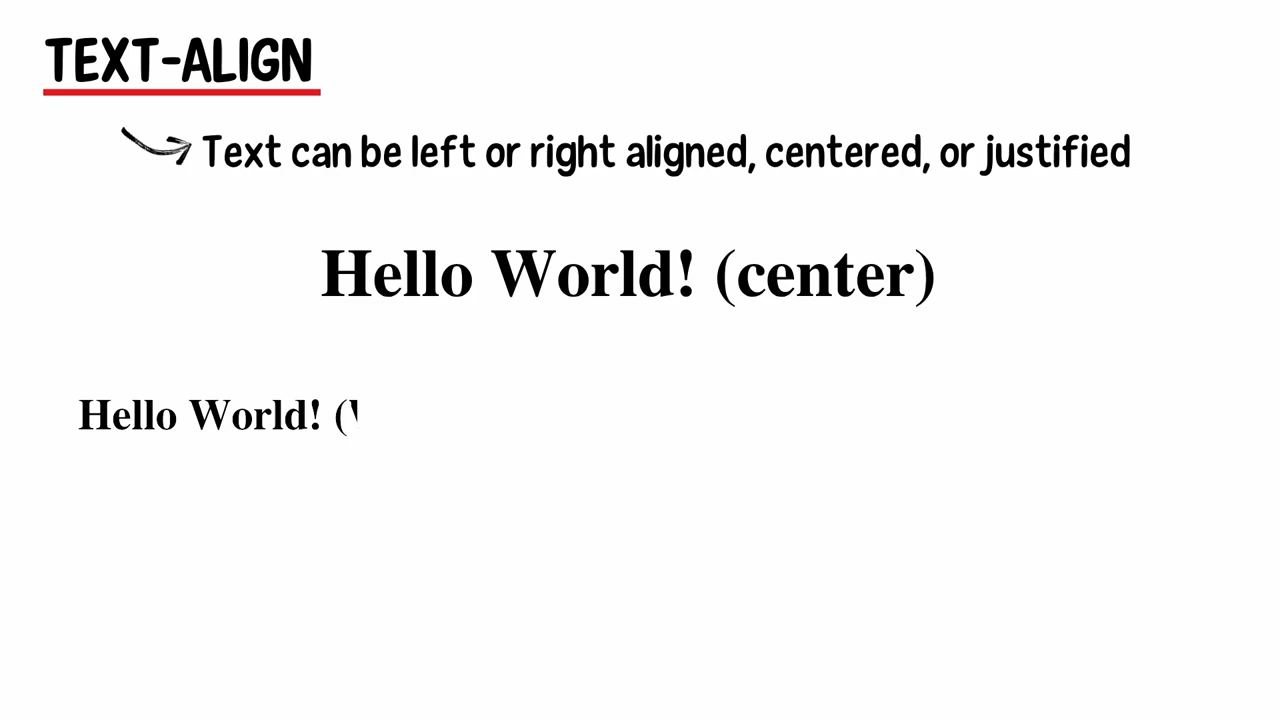 TEXT-ALIGN
Text can be left or right aligned, centered, or justified
Hello World! (center)
Hello World! (